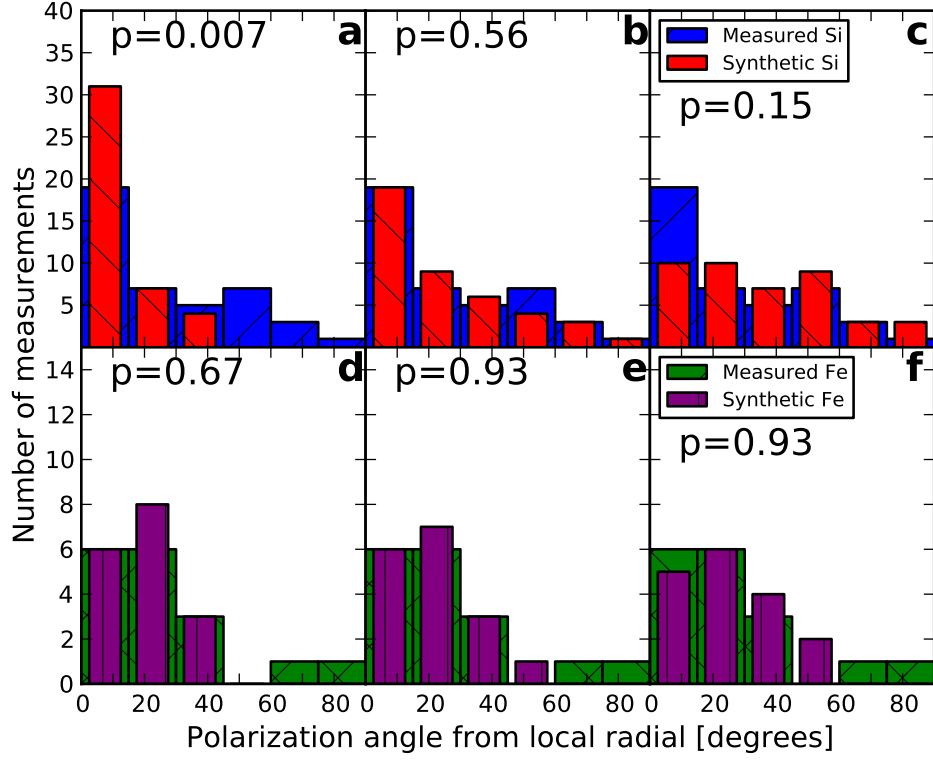 40
35
30
25
20
15
10
5
p=0.007
a
p=0.56
b
c
Measured Si
Synthetic Si
p=0.15
14
12
10
8
6
4
2
0
p=0.67
d
p=0.93
e
f
Measured Fe
Synthetic Fe
p=0.93
0 20 40 60 80
0 20 40 60 80
0 20 40 60 80
Number of measurements
Polarization angle from local radial [degrees]